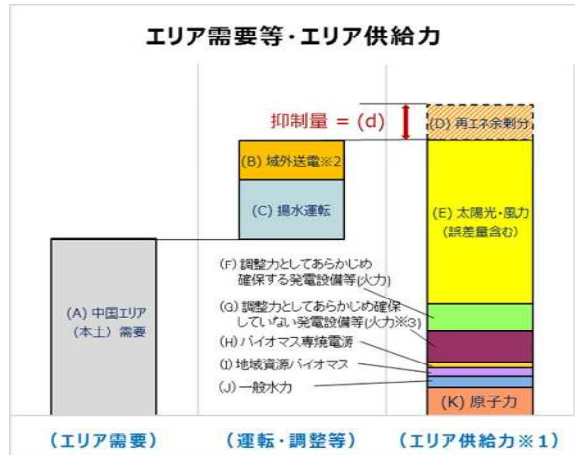 エリア需要等・エリア供給力
抑制量 = (d)
(D) 再エネ余剰分
(B) 域外送電※2
(C) 揚水運転
(E) 太陽光・風力
(誤差量含む)
(A) 中国エリア
(本土) 需要
(F) 調整力としてあらかじめ
確保する発電設備等(火力)
(G) 調整力としてあらかじめ確保
していない発電設備等(火力※3)
(H) バイオマス専焼電源
(I) 地域資源バイオマス
(J) 一般水力
(K) 原子力
(エリア需要)
(運転・調整等)
(エリア供給力※1)